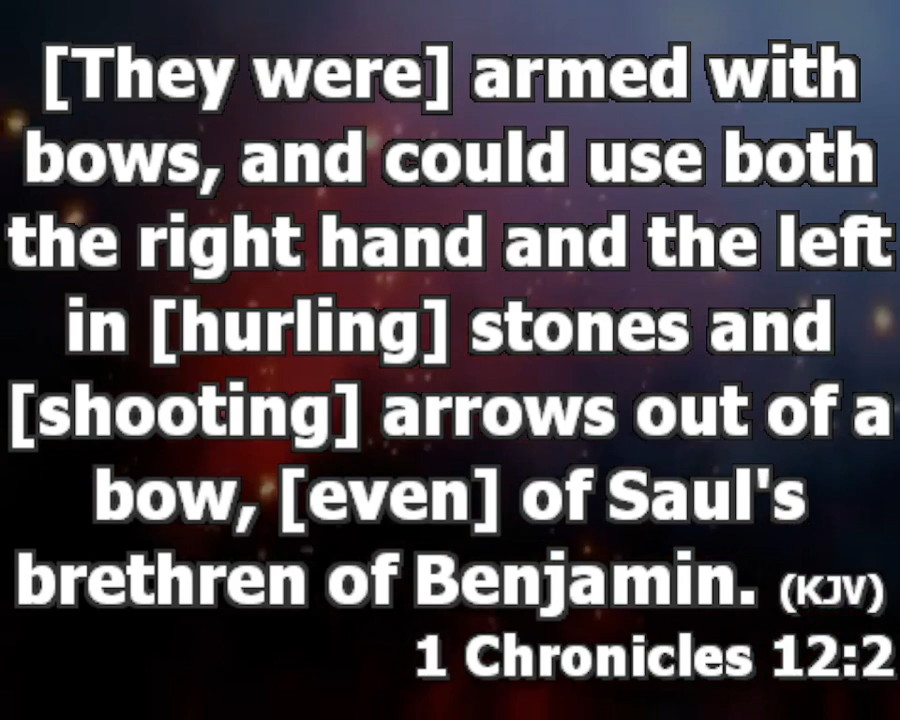 [They were] armed with
bows, and could use both
the right hand and the left
in [hurling] stones and
[shooting] arrows out of a
bow, [even] of Saul's
brethren of Benjamin. (KJV)
1 Chronicles 12:2